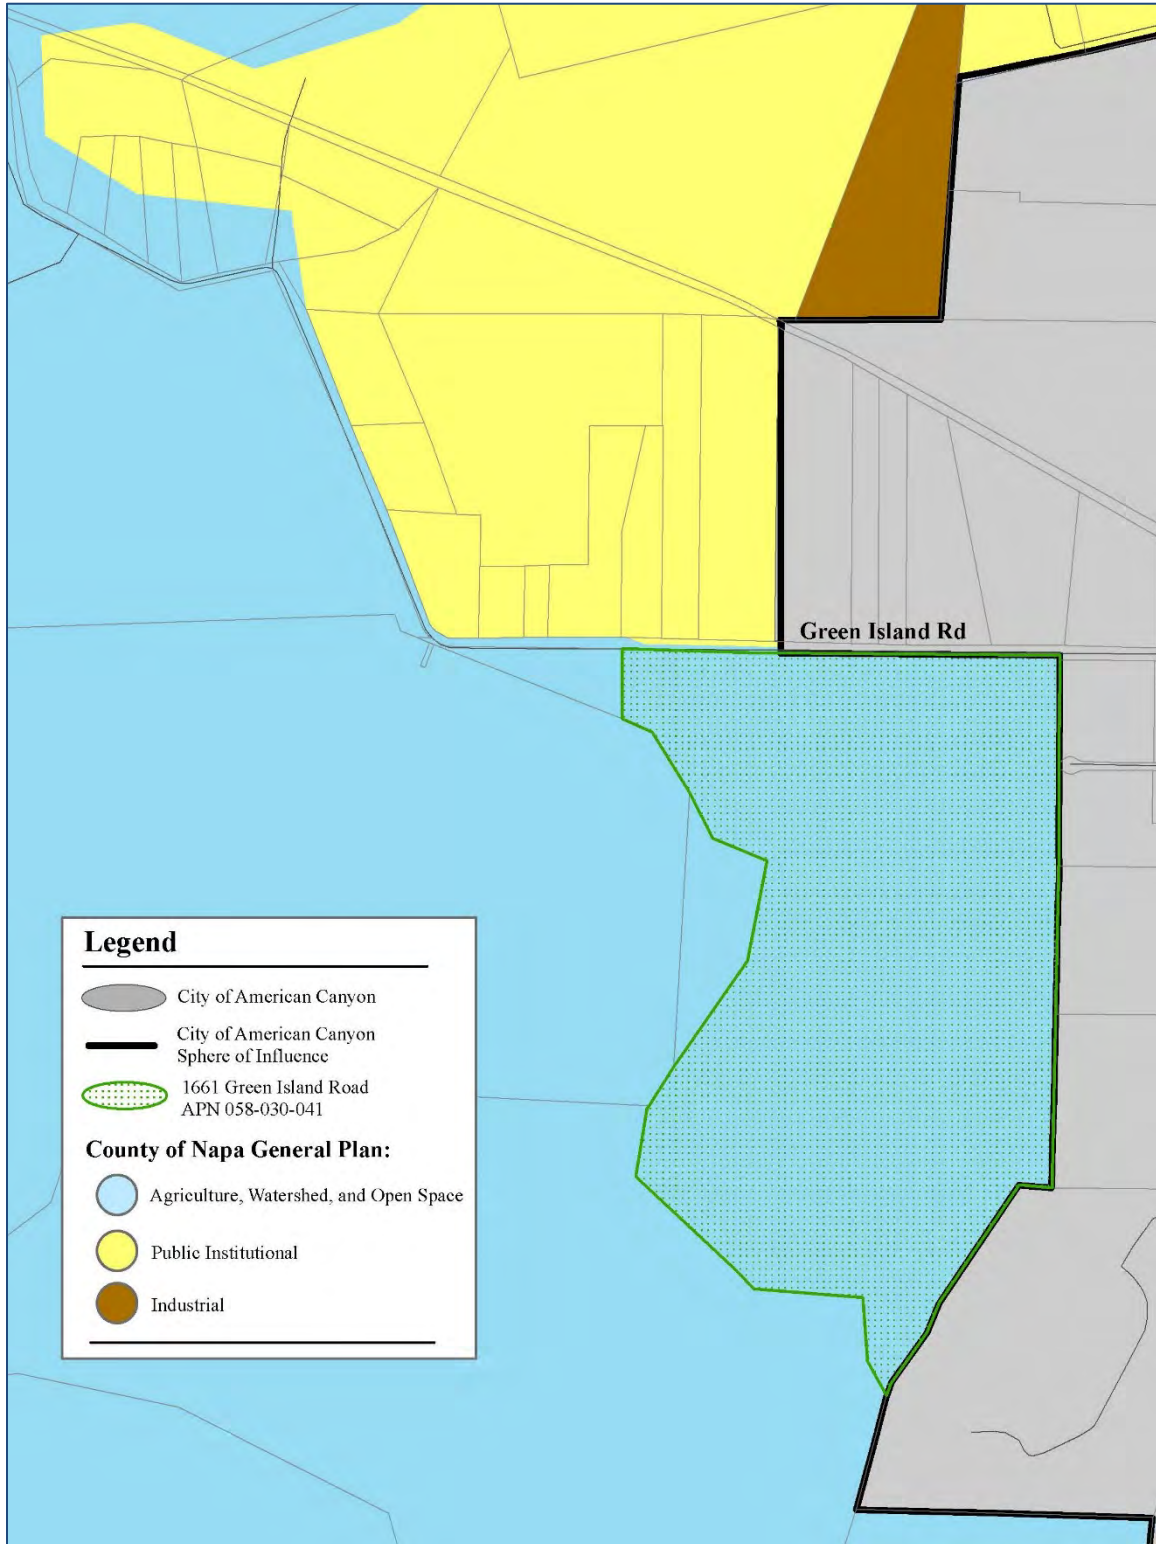 Green Island Rd
Legend
City of American Canyon
City of American Canyon
Sphere of Influence
1661 Green Island Road
APN 058-030-041
County of Napa General Plan:
Agriculture, Watershed, and Open Space
Public Institutional
Industrial